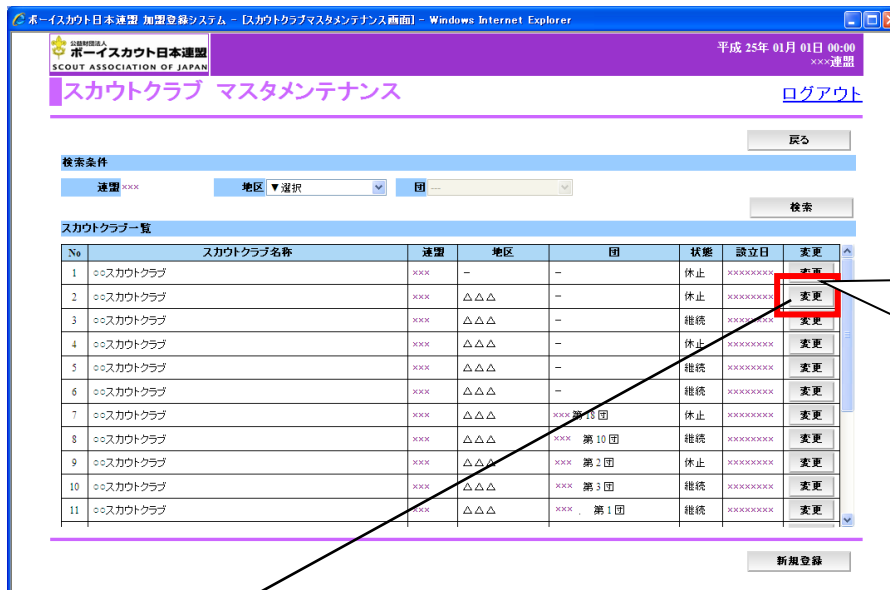 ボーイスカウト日本連盟 加盟登録システム - [スカウトクラブマスタメンテナンス画面] - Windows Internet Explorer
公益財団法人
ボーイスカウト日本連盟
SCOUT ASSOCIATION OF JAPAN
平成 25年 01月 01日 00:00
×××連盟
スカウトクラブ マスタメンテナンス
ログアウト
戻る
検索条件
連盟 ××× 地区 ▼選択 団 ---
検索
スカウトクラブ一覧
No スカウトクラブ名称 連盟 地区 団 状態 設立日 変更
1 ○○スカウトクラブ ××× − − 休止 ×××××××× 変更
2 ○○スカウトクラブ ××× △△△ − 休止 ×××××××× 変更
3 ○○スカウトクラブ ××× △△△ − 継続 ×××××××× 変更
4 ○○スカウトクラブ ××× △△△ − 休止 ×××××××× 変更
5 ○○スカウトクラブ ××× △△△ − 継続 ×××××××× 変更
6 ○○スカウトクラブ ××× △△△ − 継続 ×××××××× 変更
7 ○○スカウトクラブ ××× △△△ ××× 第 18 団 休止 ×××××××× 変更
8 ○○スカウトクラブ ××× △△△ ××× 第 10 団 継続 ×××××××× 変更
9 ○○スカウトクラブ ××× △△△ ××× 第 2 団 休止 ×××××××× 変更
10 ○○スカウトクラブ ××× △△△ ××× 第 3 団 継続 ×××××××× 変更
11 ○○スカウトクラブ ××× △△△ ××× . 第 1 団 継続 ×××××××× 変更
新規登録